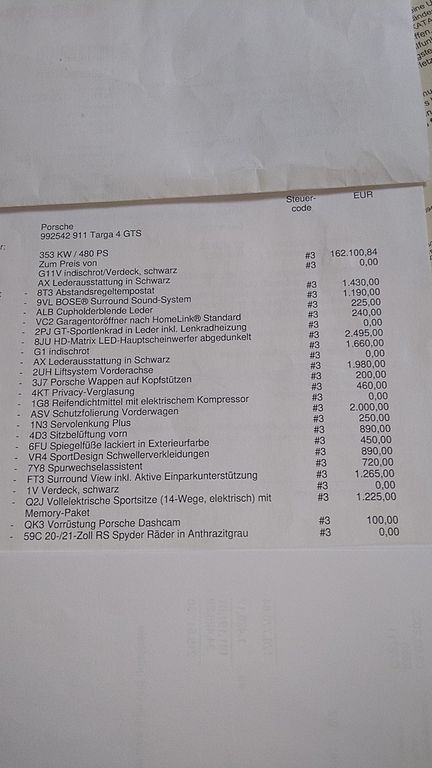 Steuer- EUR
code
Porsche
992542 911 Targa 4 GTS
353 KW / 480 PS
Zum Preis von #3 162.100,84
G11V indischrot/Verdeck, schwarz #3 0,00
AX Lederausstattung in Schwarz
- 8T3 Abstandsregeltempostat #3 1.430,00
- 9VL BOSE® Surround Sound-System #3 1.190,00
- ALB Cupholderblende Leder #3 225,00
- VC2 Garagentoröffner nach HomeLink® Standard #3 240,00
- 2PJ GT-Sportlenkrad in Leder inkl. Lenkradheizung #3 0,00
- 8JU HD-Matrix LED-Hauptscheinwerfer abgedunkelt #3 2.495,00
- G1 indischrot #3 1.660,00
- AX Lederausstattung in Schwarz #3 0,00
- 2UH Liftsystem Vorderachse #3 1.980,00
- 3J7 Porsche Wappen auf Kopfstützen #3 200,00
- 4KT Privacy-Verglasung #3 460,00
- 1G8 Reifendichtmittel mit elektrischem Kompressor #3 0,00
- ASV Schutzfolierung Vorderwagen #3 2.000,00
- 1N3 Servolenkung Plus #3 250,00
- 4D3 Sitzbelüftung vorn #3 890,00
- 6FU Spiegelfüße lackiert in Exterieurfarbe #3 450,00
- VR4 SportDesign Schwellerverkleidungen #3 890,00
- 7Y8 Spurwechselassistent #3 720,00
- FT3 Surround View inkl. Aktive Einparkunterstützung #3 1.265,00
- 1V Verdeck, schwarz #3 0,00
- Q2J Vollelektrische Sportsitze (14-Wege, elektrisch) mit #3 1.225,00
Memory-Paket
- QK3 Vorrüstung Porsche Dashcam #3 100,00
- 59C 20-/21-Zoll RS Spyder Räder in Anthrazitgrau #3 0,00